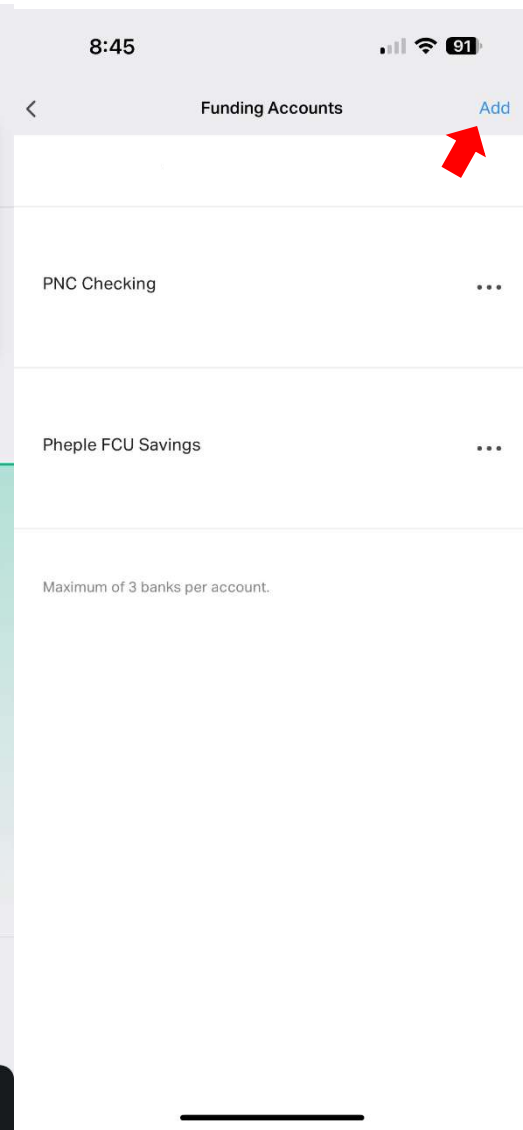 8:45
91
Funding Accounts
Add
PNC Checking
Pheple FCU Savings
Maximum of 3 banks per account.